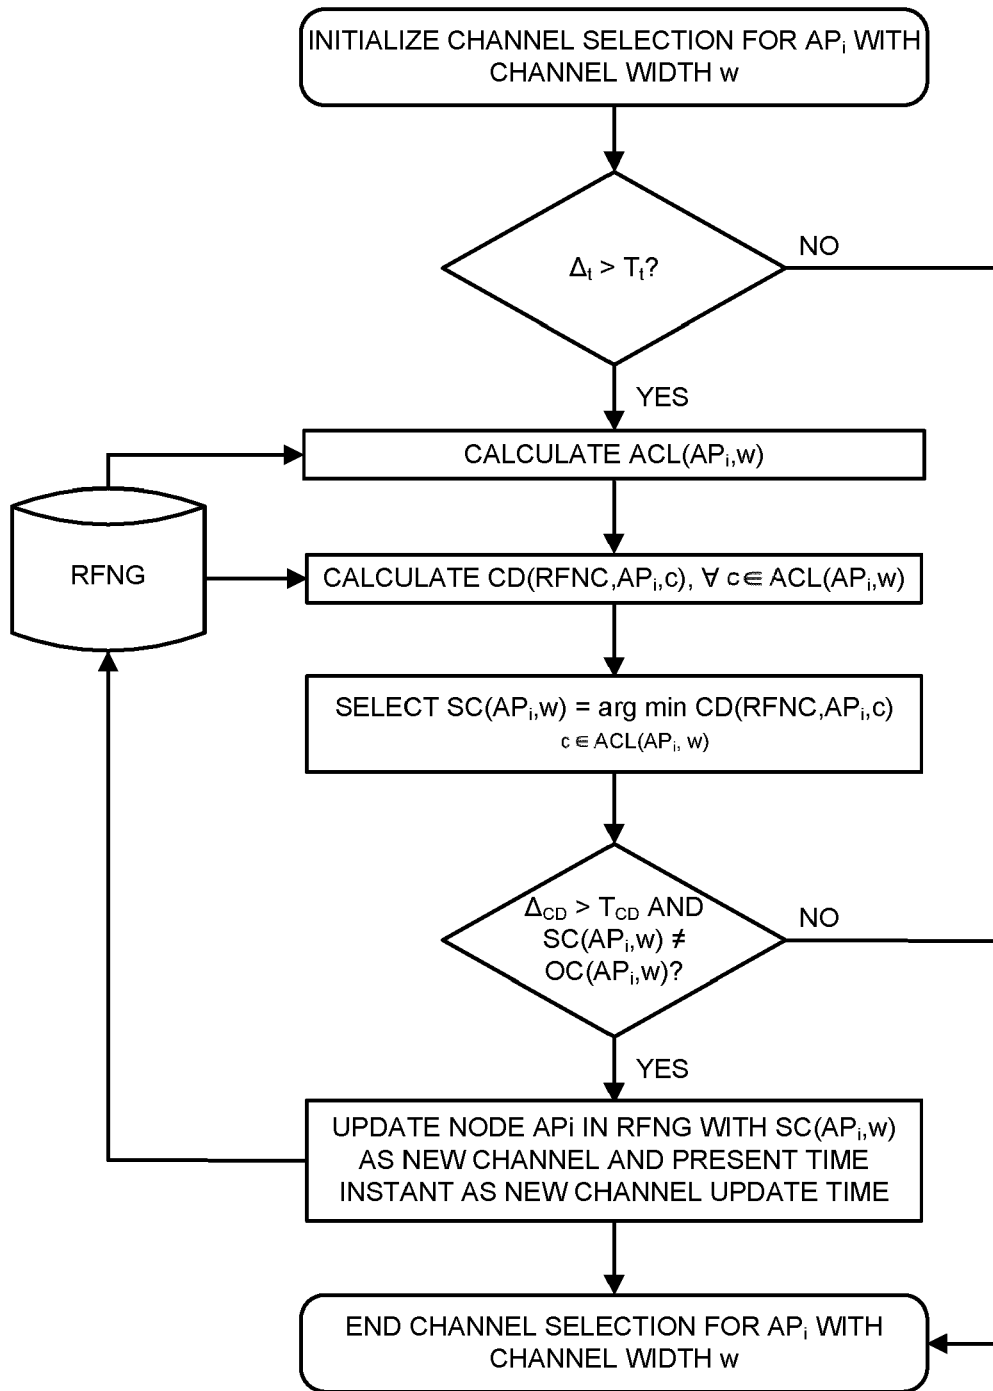 INITIALIZE CHANNEL SELECTION FOR APᵢ WITH
CHANNEL WIDTH w
Δₜ > Tₜ?
NO
YES
CALCULATE ACL(APᵢ,w)
RFNG
CALCULATE CD(RFNC,APᵢ,c), ∀ c ∈ ACL(APᵢ,w)
SELECT SC(APᵢ,w) = arg min CD(RFNC,APᵢ,c)
c ∈ ACL(APᵢ, w)
Δ_CD > T_CD AND
SC(APᵢ,w) ≠
OC(APᵢ,w)?
NO
YES
UPDATE NODE APi IN RFNG WITH SC(APᵢ,w)
AS NEW CHANNEL AND PRESENT TIME
INSTANT AS NEW CHANNEL UPDATE TIME
END CHANNEL SELECTION FOR APᵢ WITH
CHANNEL WIDTH w